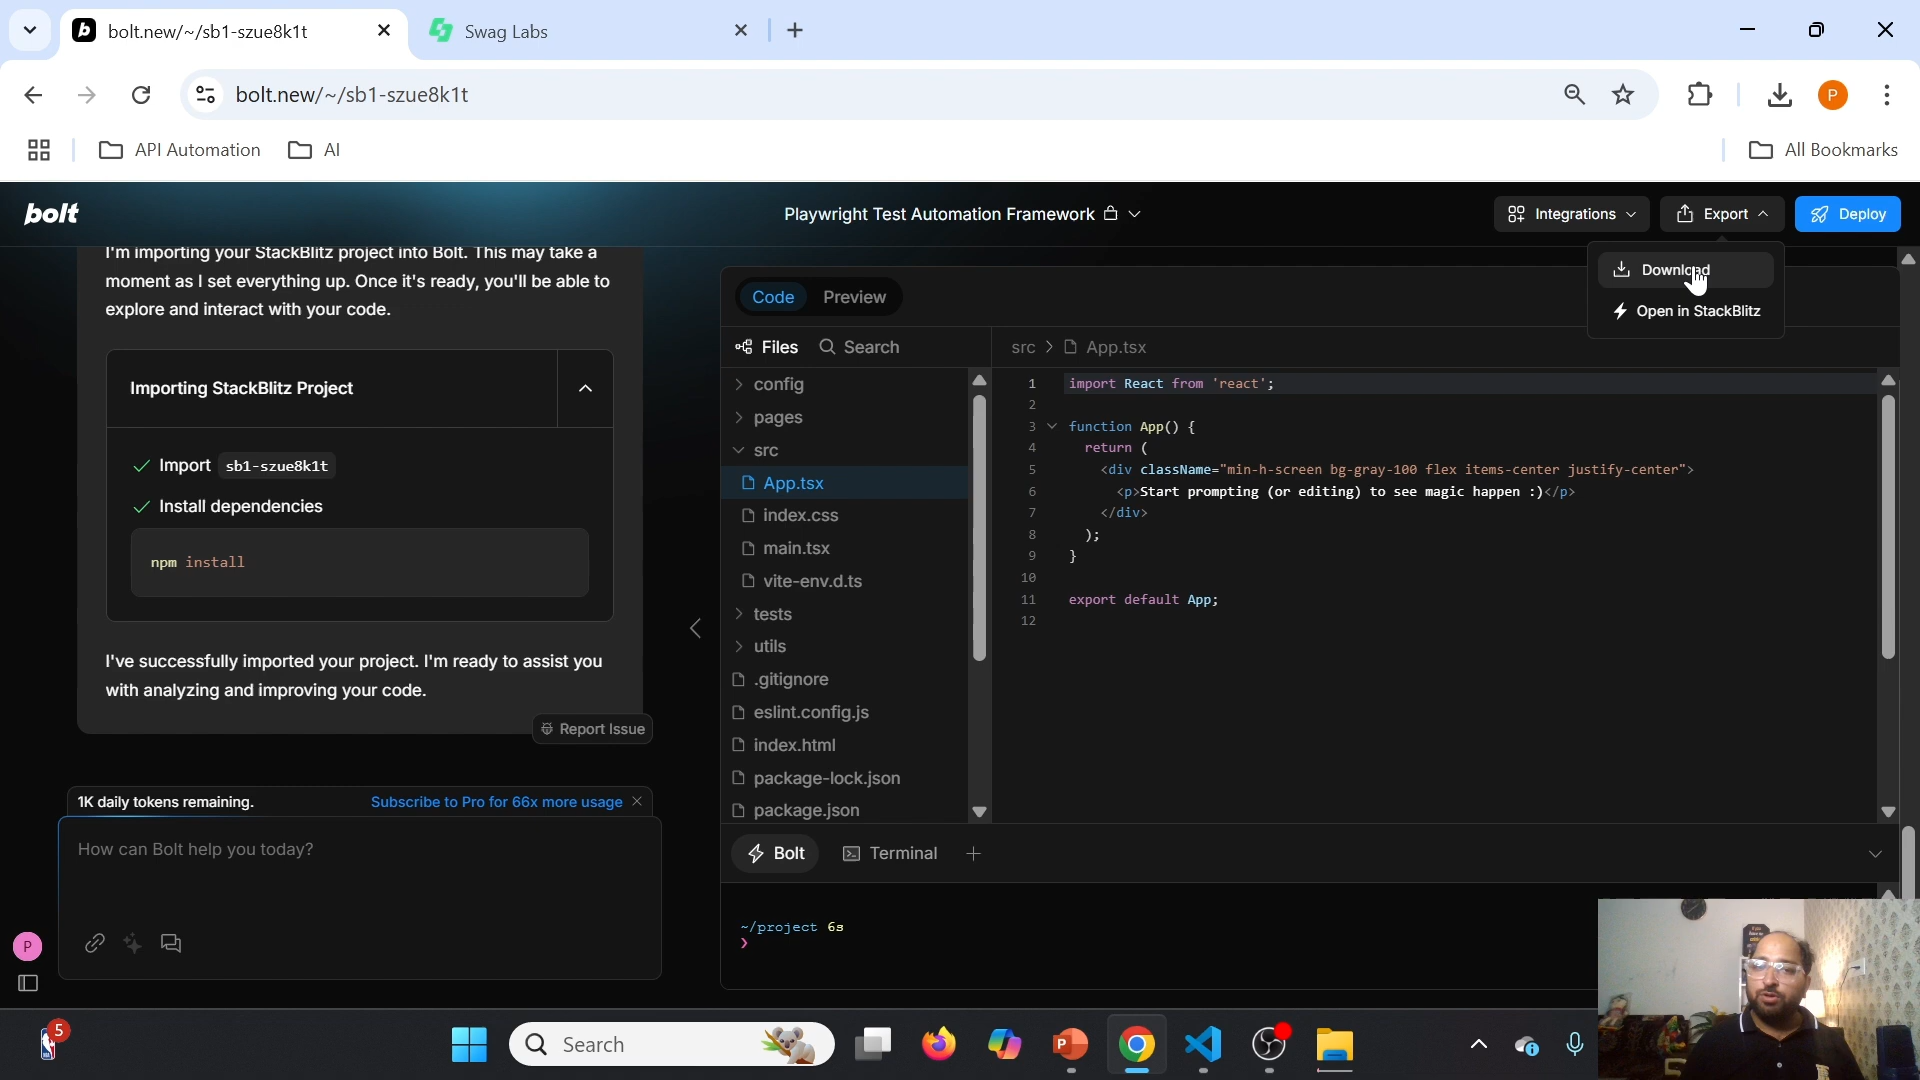 bolt.new/~/sb1-szue8k1t
Swag Labs
bolt.new/~/sb1-szue8k1t
P
API Automation
AI
All Bookmarks
bolt
Playwright Test Automation Framework
Integrations
Export
Deploy
Download
Open in StackBlitz
I'm importing your StackBlitz project into Bolt. This may take a
moment as I set everything up. Once it's ready, you'll be able to
explore and interact with your code.
Importing StackBlitz Project
Import sb1-szue8k1t
Install dependencies
npm install
I've successfully imported your project. I'm ready to assist you
with analyzing and improving your code.
Report Issue
1K daily tokens remaining.
Subscribe to Pro for 66x more usage
How can Bolt help you today?
P
Code
Preview
Files
Search
config
pages
src
App.tsx
index.css
main.tsx
vite-env.d.ts
tests
utils
.gitignore
eslint.config.js
index.html
package-lock.json
package.json
src > App.tsx
1 import React from 'react';
2
3 function App() {
4 return (
5 <div className="min-h-screen bg-gray-100 flex items-center justify-center">
6 <p>Start prompting (or editing) to see magic happen :)</p>
7 </div>
8 );
9 }
10
11 export default App;
12
Bolt
Terminal
~/project 6s
❯
5
Search